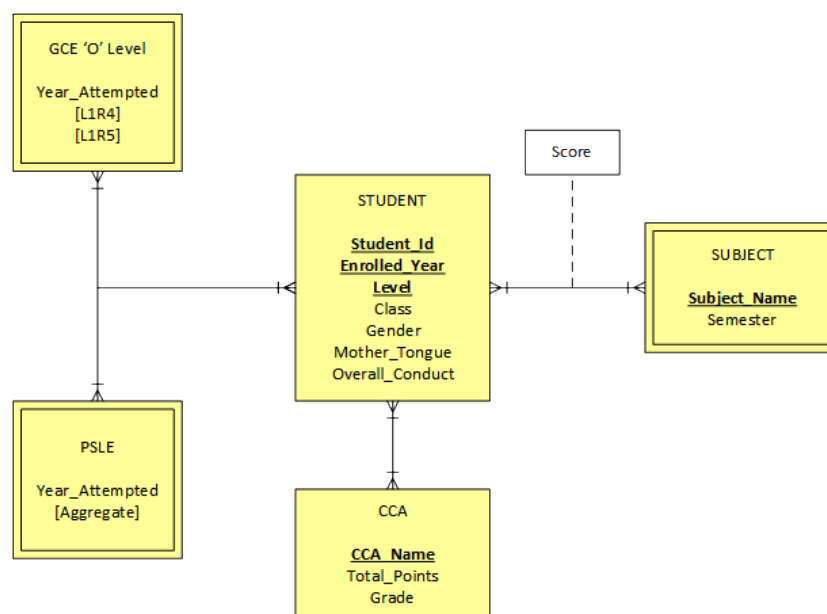 GCE ‘O’ Level
Year_Attempted
[L1R4]
[L1R5]
Score
STUDENT
Student_Id
Enrolled_Year
Level
Class
Gender
Mother_Tongue
Overall_Conduct
SUBJECT
Subject_Name
Semester
PSLE
Year_Attempted
[Aggregate]
CCA
CCA_Name
Total_Points
Grade